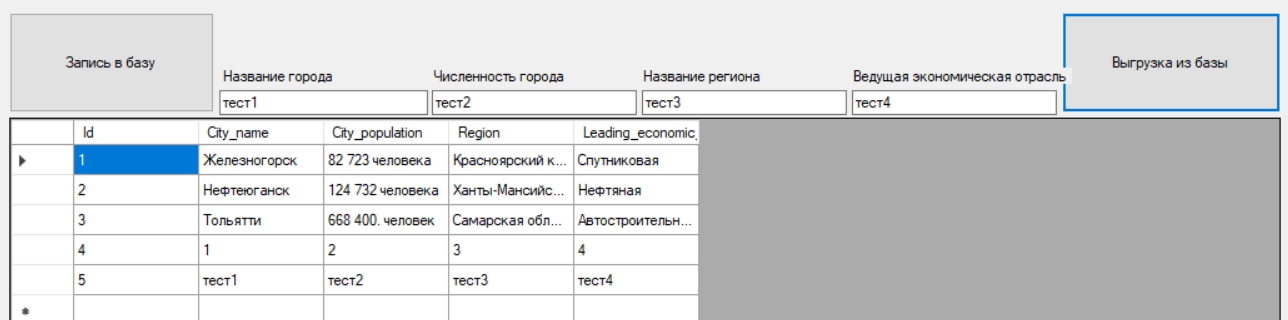 Запись в базу
Название города Численность города Название региона Ведущая экономическая отрасль
Выгрузка из базы
тест1 тест2 тест3 тест4
Id City_name City_population Region Leading_economic_
1 Железногорск 82 723 человека Красноярский к... Спутниковая
2 Нефтеюганск 124 732 человека Ханты-Мансийс... Нефтяная
3 Тольятти 668 400. человек Самарская обл... Автостроительн...
4 1 2 3 4
5 тест1 тест2 тест3 тест4